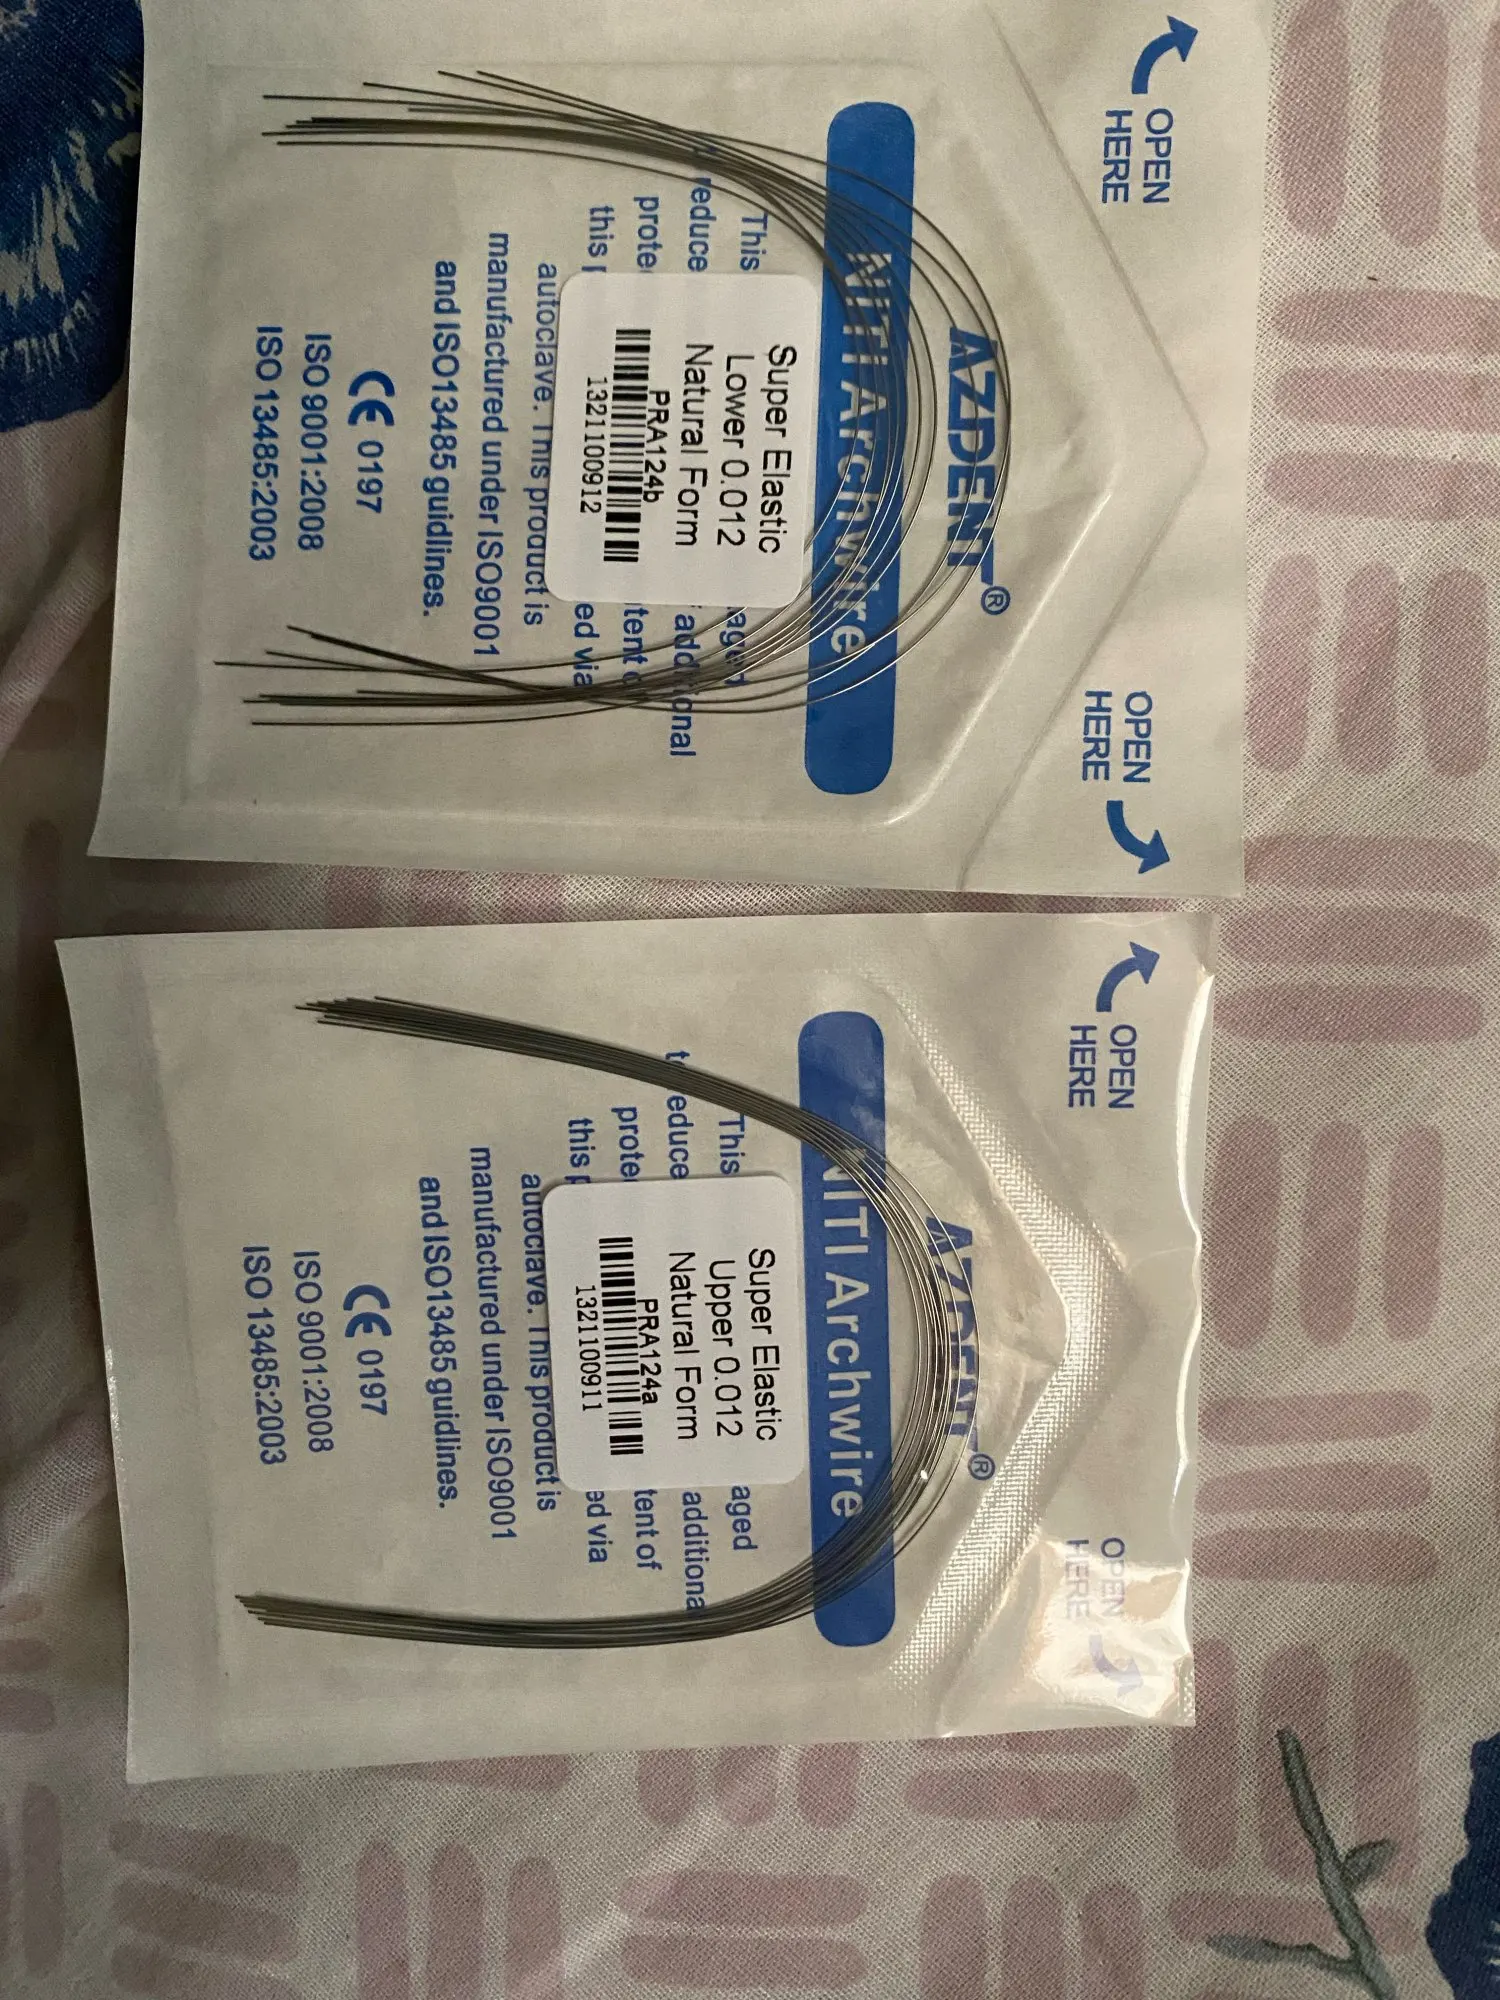 OPEN
HERE
OPEN
HERE
AZDENT®
NITI Archwire
This aged
reduce additional
prote tent
this ed via
autoclave. This product is
manufactured under ISO9001
and ISO13485 guidlines.
CE 0197
ISO 9001:2008
ISO 13485:2003
Super Elastic
Lower 0.012
Natural Form
PRA124b
1321100912
OPEN
HERE
OPEN
HERE
AZDENT®
NITI Archwire
This aged
to reduce additiona
prote tent of
this ed via
autoclave. This product is
manufactured under ISO9001
and ISO13485 guidlines.
CE 0197
ISO 9001:2008
ISO 13485:2003
Super Elastic
Upper 0.012
Natural Form
PRA124a
1321100911